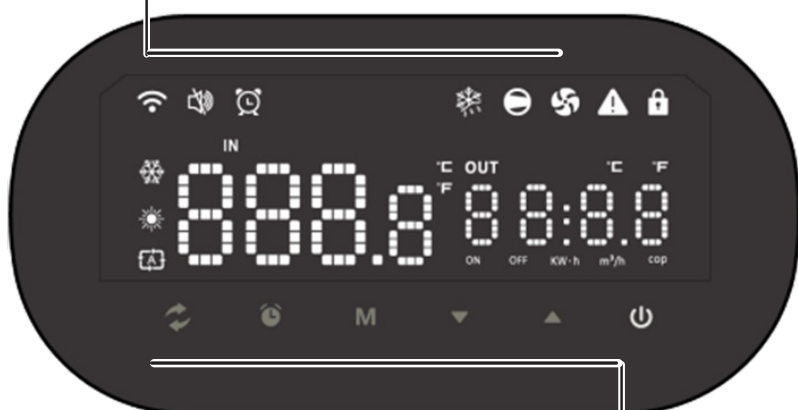 IN
°C OUT °C °F
°F
888.8 88:8.8
A
ON OFF KW·h m³/h cop
M